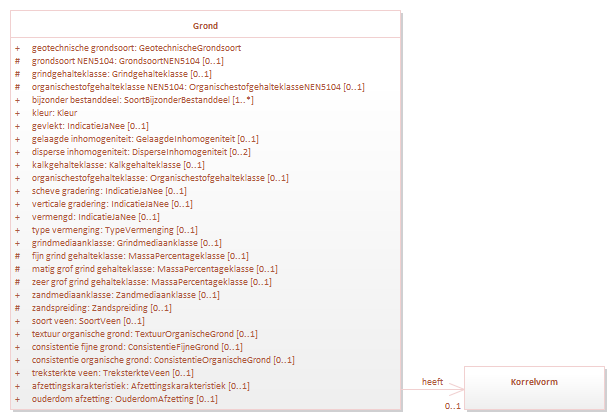 Grond
+ geotechnische grondsoort: GeotechnischeGrondsoort
# grondsoort NEN5104: GrondsoortNEN5104 [0..1]
# grindgehalteklasse: Grindgehalteklasse [0..1]
# organischestofgehalteklasse NEN5104: OrganischestofgehalteklasseNEN5104 [0..1]
+ bijzonder bestanddeel: SoortBijzonderBestanddeel [1..*]
+ kleur: Kleur
+ gevlekt: IndicatieJaNee [0..1]
+ gelaagde inhomogeniteit: GelaagdeInhomogeniteit [0..1]
+ disperse inhomogeniteit: DisperseInhomogeniteit [0..2]
+ kalkgehalteklasse: Kalkgehalteklasse [0..1]
+ organischestofgehalteklasse: Organischestofgehalteklasse [0..1]
+ scheve gradering: IndicatieJaNee [0..1]
+ verticale gradering: IndicatieJaNee [0..1]
+ vermengd: IndicatieJaNee [0..1]
+ type vermenging: TypeVermenging [0..1]
+ grindmediaanklasse: Grindmediaanklasse [0..1]
# fijn grind gehalteklasse: MassaPercentageklasse [0..1]
# matig grof grind gehalteklasse: MassaPercentageklasse [0..1]
# zeer grof grind gehalteklasse: MassaPercentageklasse [0..1]
+ zandmediaanklasse: Zandmediaanklasse [0..1]
# zandspreiding: Zandspreiding [0..1]
+ soort veen: SoortVeen [0..1]
+ textuur organische grond: TextuurOrganischeGrond [0..1]
+ consistentie fijne grond: ConsistentieFijneGrond [0..1]
+ consistentie organische grond: ConsistentieOrganischeGrond [0..1]
+ treksterkte veen: TreksterkteVeen [0..1]
+ afzettingskarakteristiek: Afzettingskarakteristiek [0..1]
+ ouderdom afzetting: OuderdomAfzetting [0..1]
heeft
0..1
Korrelvorm